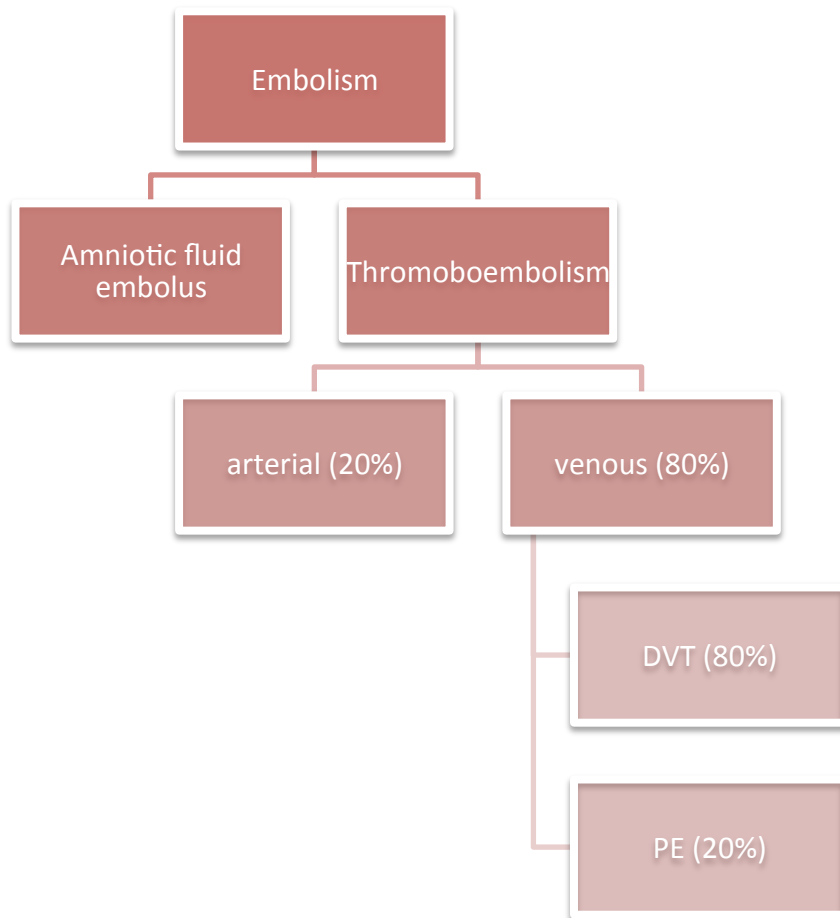 Embolism
Amniotic fluid
embolus
Thromoboembolism
arterial (20%)
venous (80%)
DVT (80%)
PE (20%)